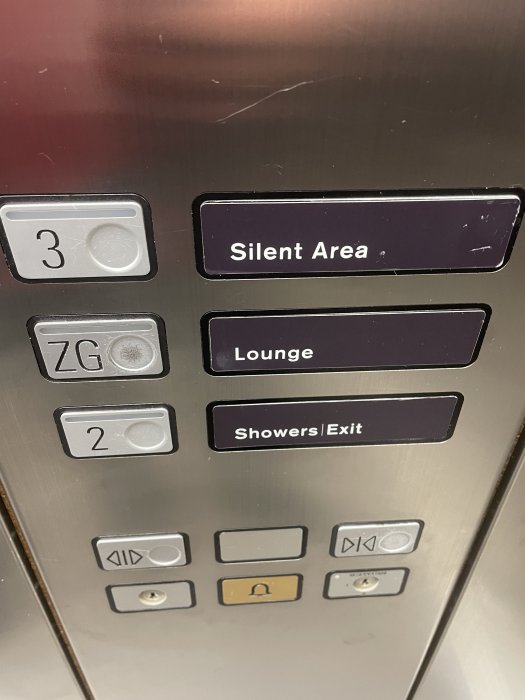 3 Silent Area
ZG Lounge
2 Showers|Exit